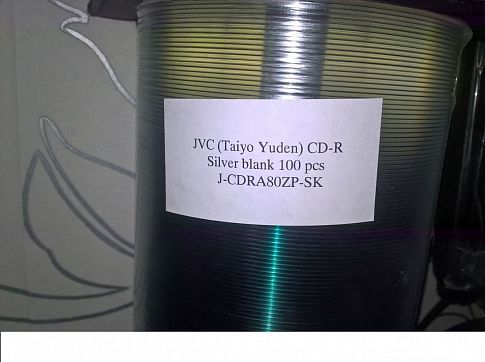 JVC (Taiyo Yuden) CD-R
Silver blank 100 pcs
J-CDRA80ZP-SK